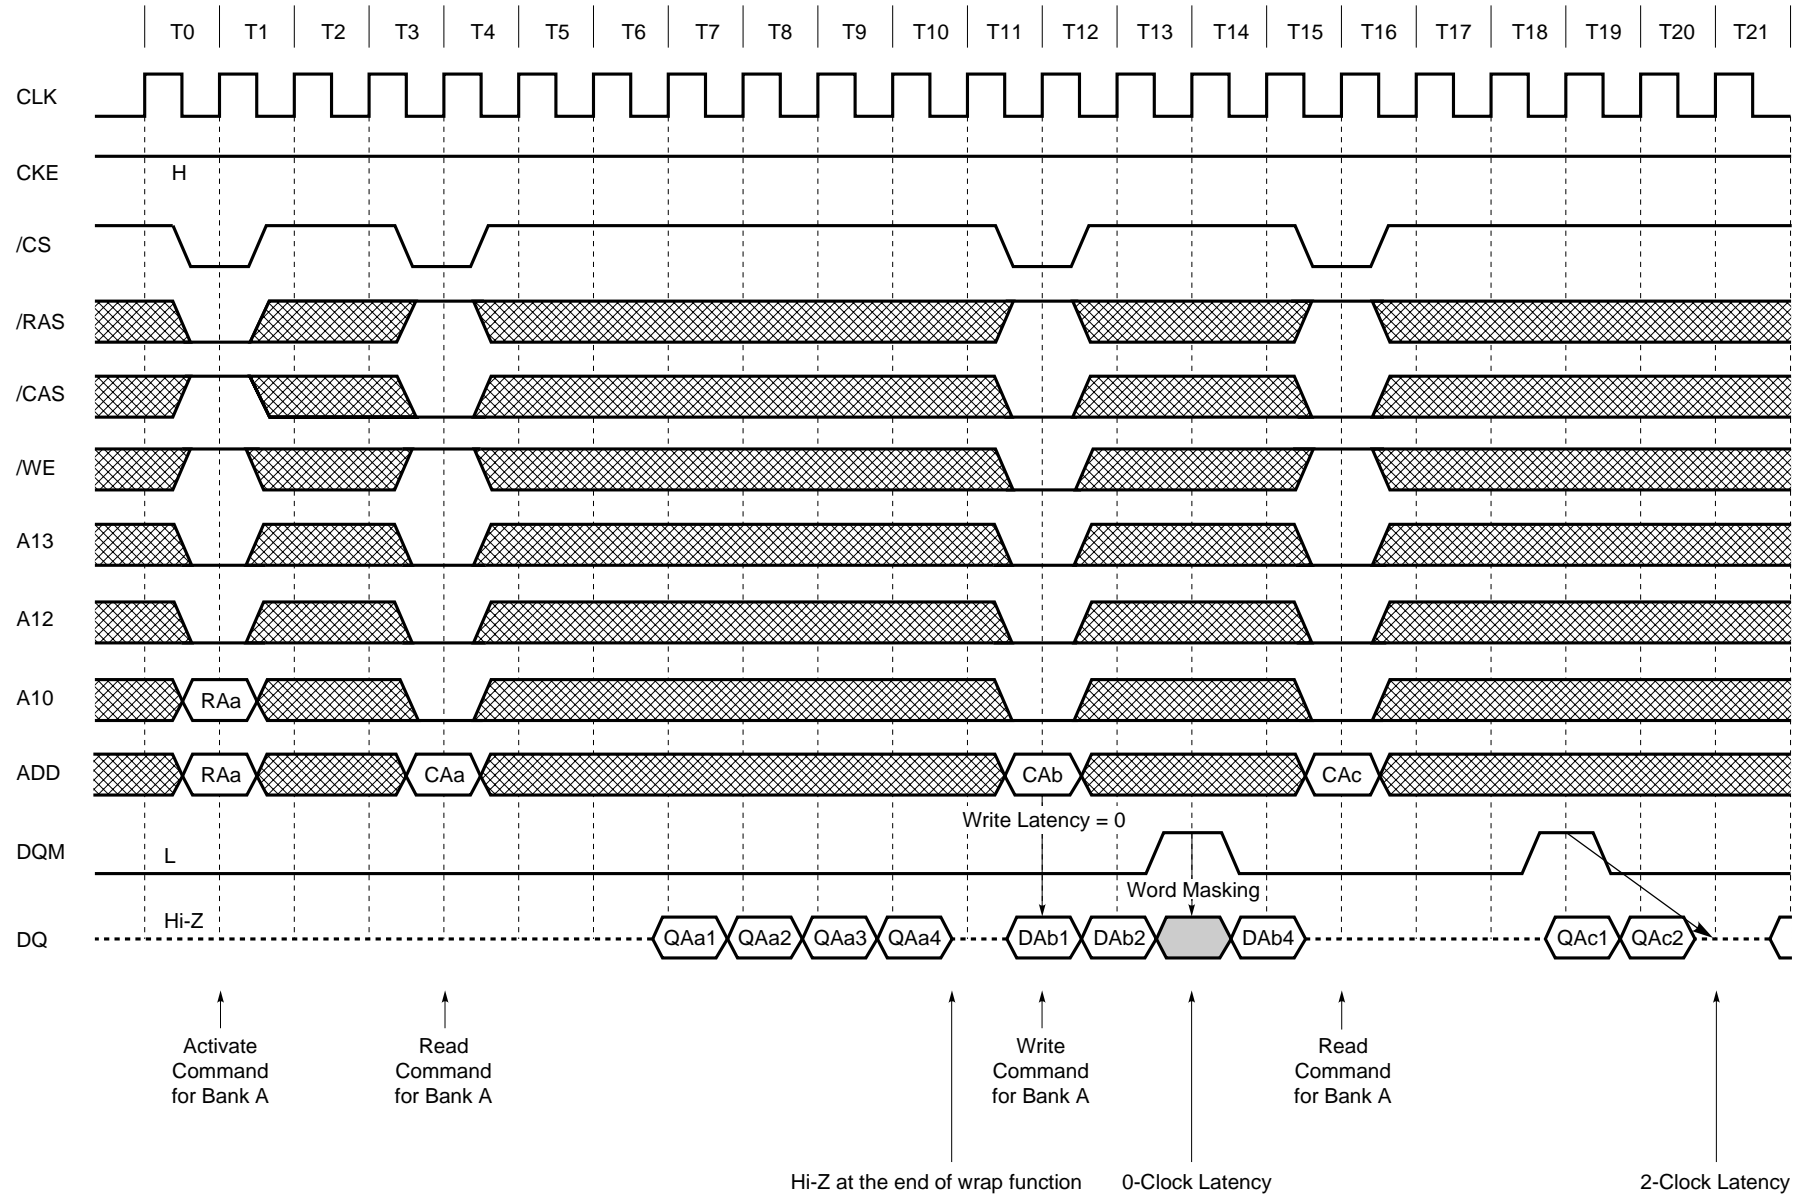 T0 T1 T2 T3 T4 T5 T6 T7 T8 T9 T10 T11 T12 T13 T14 T15 T16 T17 T18 T19 T20 T21
CLK
CKE H
/CS
/RAS
/CAS
/WE
A13
A12
A10 RAa
ADD RAa CAa CAb CAc
Write Latency = 0
DQM L
Word Masking
Hi-Z
DQ QAa1 QAa2 QAa3 QAa4 DAb1 DAb2 DAb4 QAc1 QAc2
Activate
Command
for Bank A
Read
Command
for Bank A
Write
Command
for Bank A
Read
Command
for Bank A
Hi-Z at the end of wrap function
0-Clock Latency
2-Clock Latency